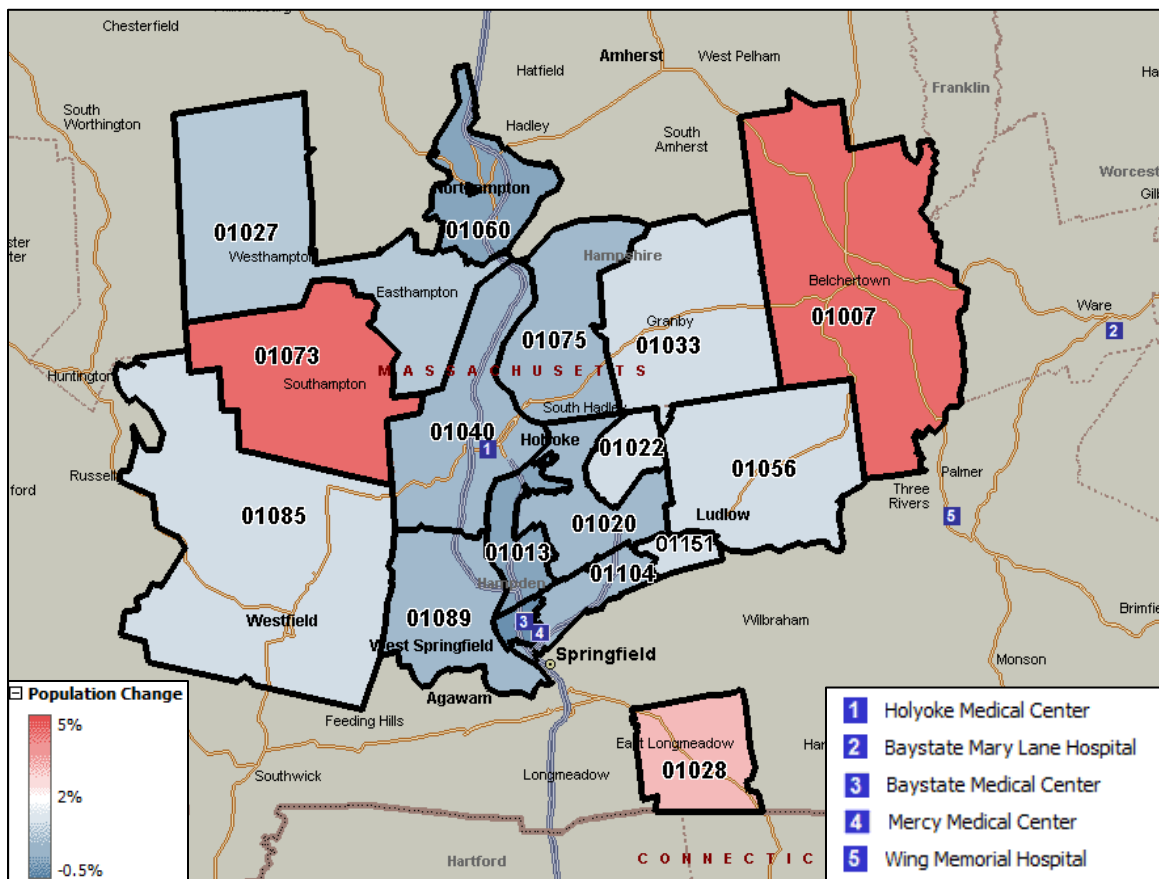 Chesterfield
Amherst
West Pelham
Hatfield
Franklin
South
Worthington
Hadley
South
Amherst
Worcest
Northampton
01060
01027
Westhampton
Hampshire
Easthampton
Belchertown
01007
Ware
2
Granby
01033
01075
01073
Southampton
MASSACHUSETTS
Huntington
South Hadley
01040
1
Holyoke
01022
01056
Russell
Palmer
Three
Rivers
5
01085
Ludlow
01020
01151
01013
01104
Hampden
01089
West Springfield
3
4
Westfield
Wilbraham
Springfield
Monson
Agawam
Feeding Hills
East Longmeadow
01028
Southwick
Longmeadow
Hartford
CONNECTIC
Population Change
5%
2%
-0.5%
1 Holyoke Medical Center
2 Baystate Mary Lane Hospital
3 Baystate Medical Center
4 Mercy Medical Center
5 Wing Memorial Hospital